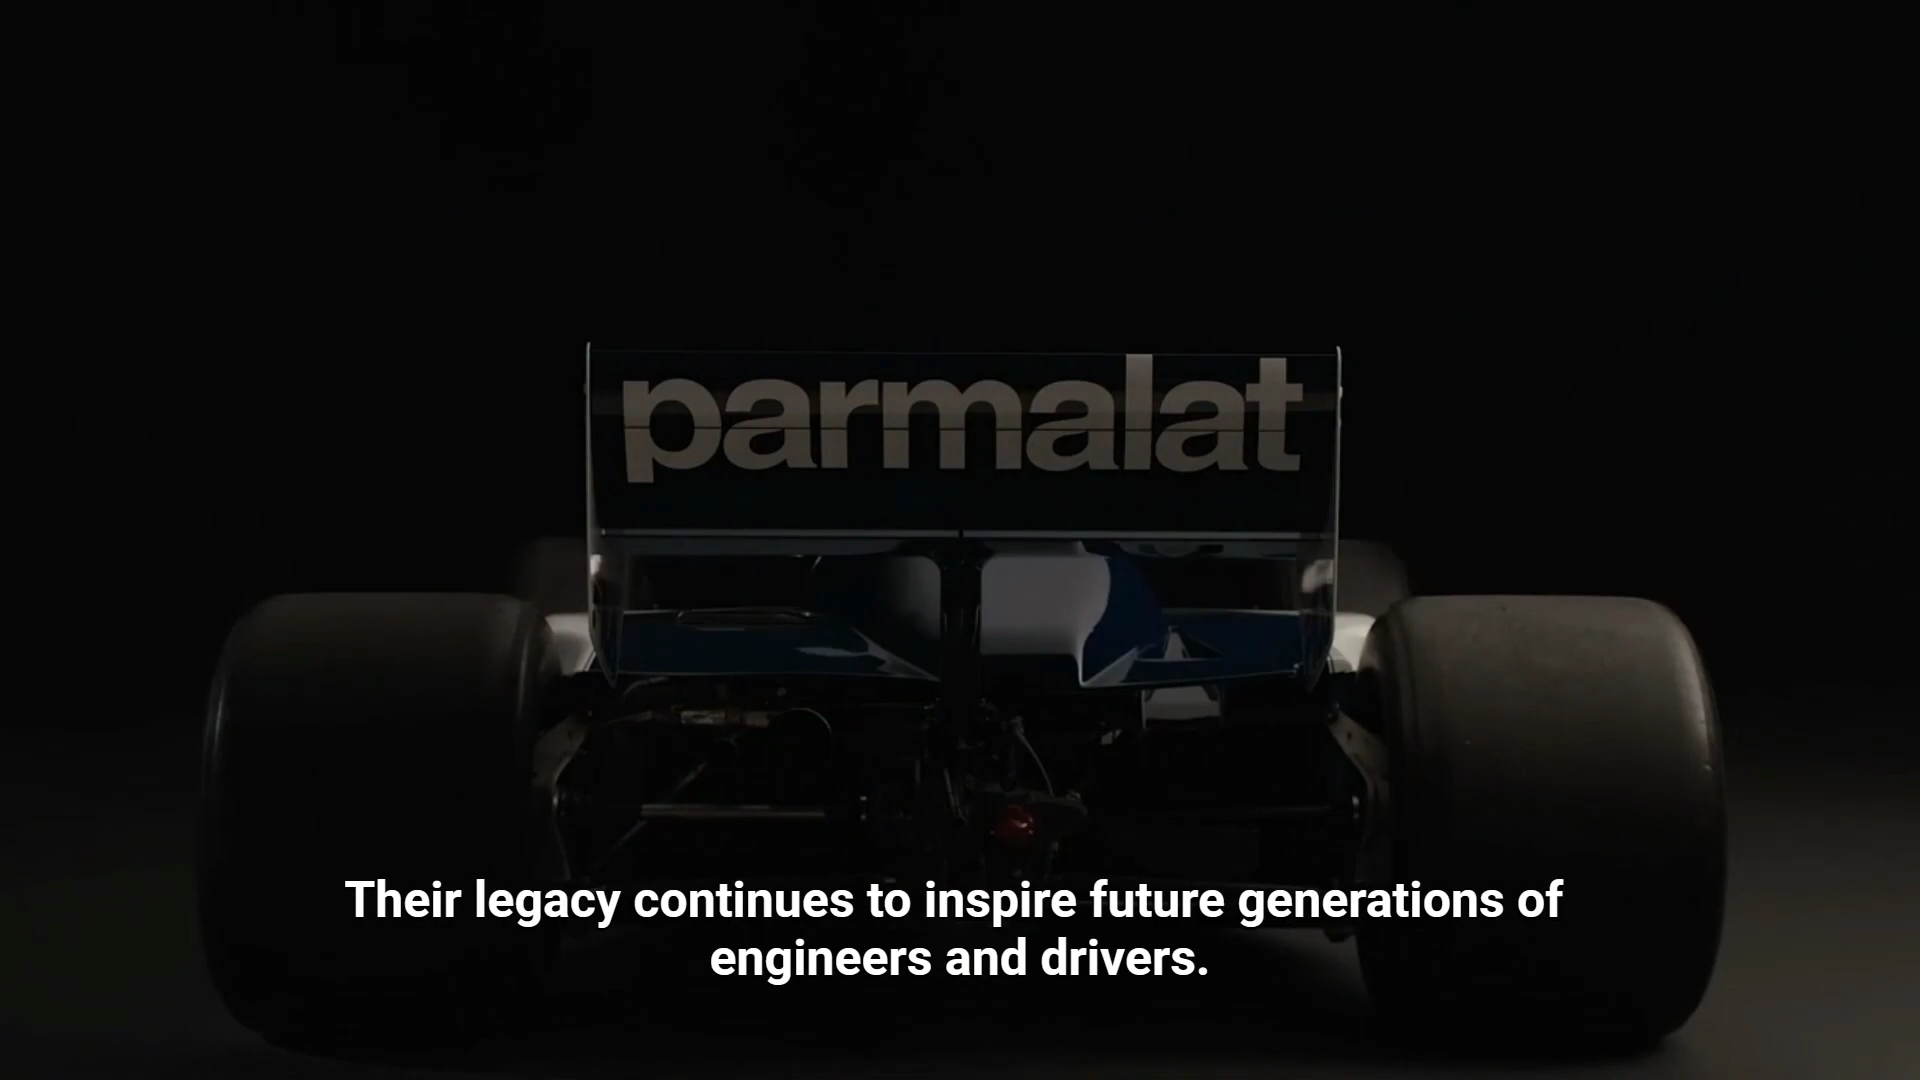 parmalat
Their legacy continues to inspire future generations of
engineers and drivers.